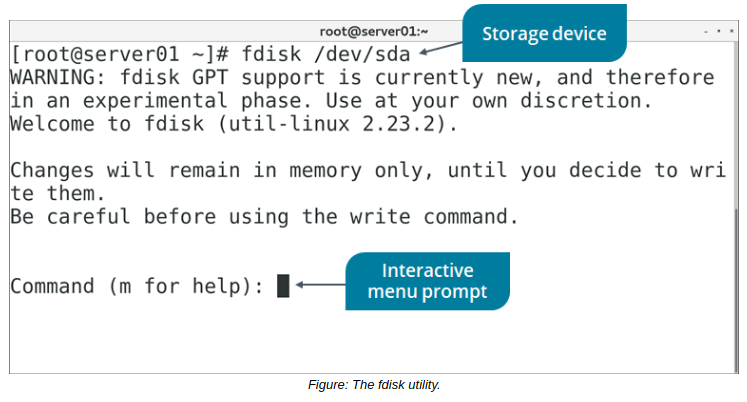 root@server01:~
Storage device
[root@server01 ~]# fdisk /dev/sda
WARNING: fdisk GPT support is currently new, and therefore
in an experimental phase. Use at your own discretion.
Welcome to fdisk (util-linux 2.23.2).
Changes will remain in memory only, until you decide to wri
te them.
Be careful before using the write command.
Interactive
menu prompt
Command (m for help):
Figure: The fdisk utility.